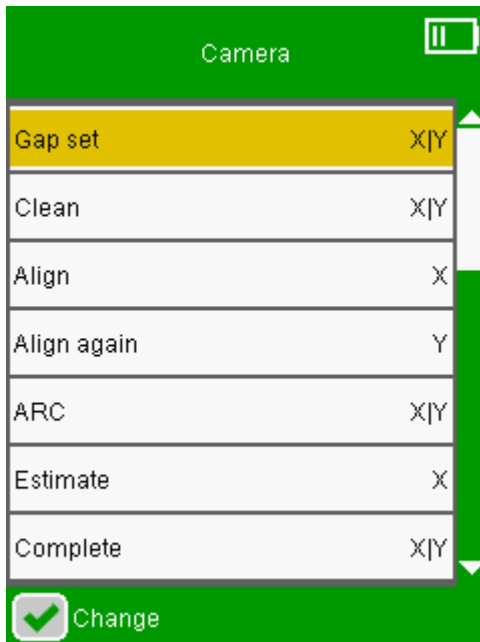 Camera
Gap set X|Y
Clean X|Y
Align X
Align again Y
ARC X|Y
Estimate X
Complete X|Y
Change